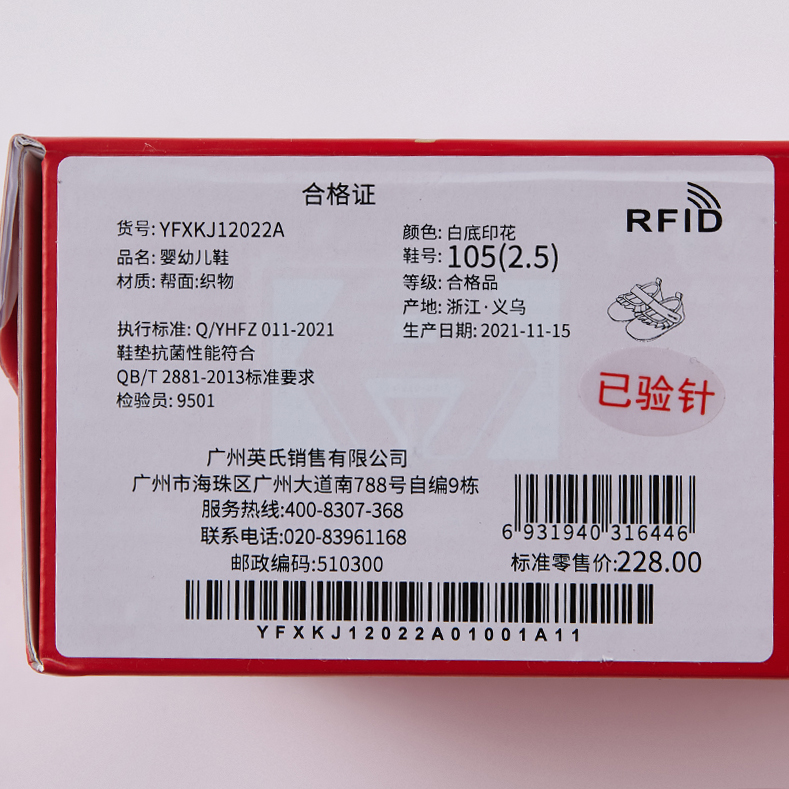 合格证
货号: YFXKJ12022A
品名: 婴幼儿鞋
材质: 帮面:织物
颜色: 白底印花
鞋号: 105(2.5)
等级: 合格品
产地: 浙江·义乌
生产日期: 2021-11-15
RFID
执行标准: Q/YHFZ 011-2021
鞋垫抗菌性能符合
QB/T 2881-2013标准要求
检验员: 9501
已验针
广州英氏销售有限公司
广州市海珠区广州大道南788号自编9栋
服务热线:400-8307-368
联系电话:020-83961168
邮政编码:510300
6 931940 316446
标准零售价:228.00
YFXKJ12022A01001A11